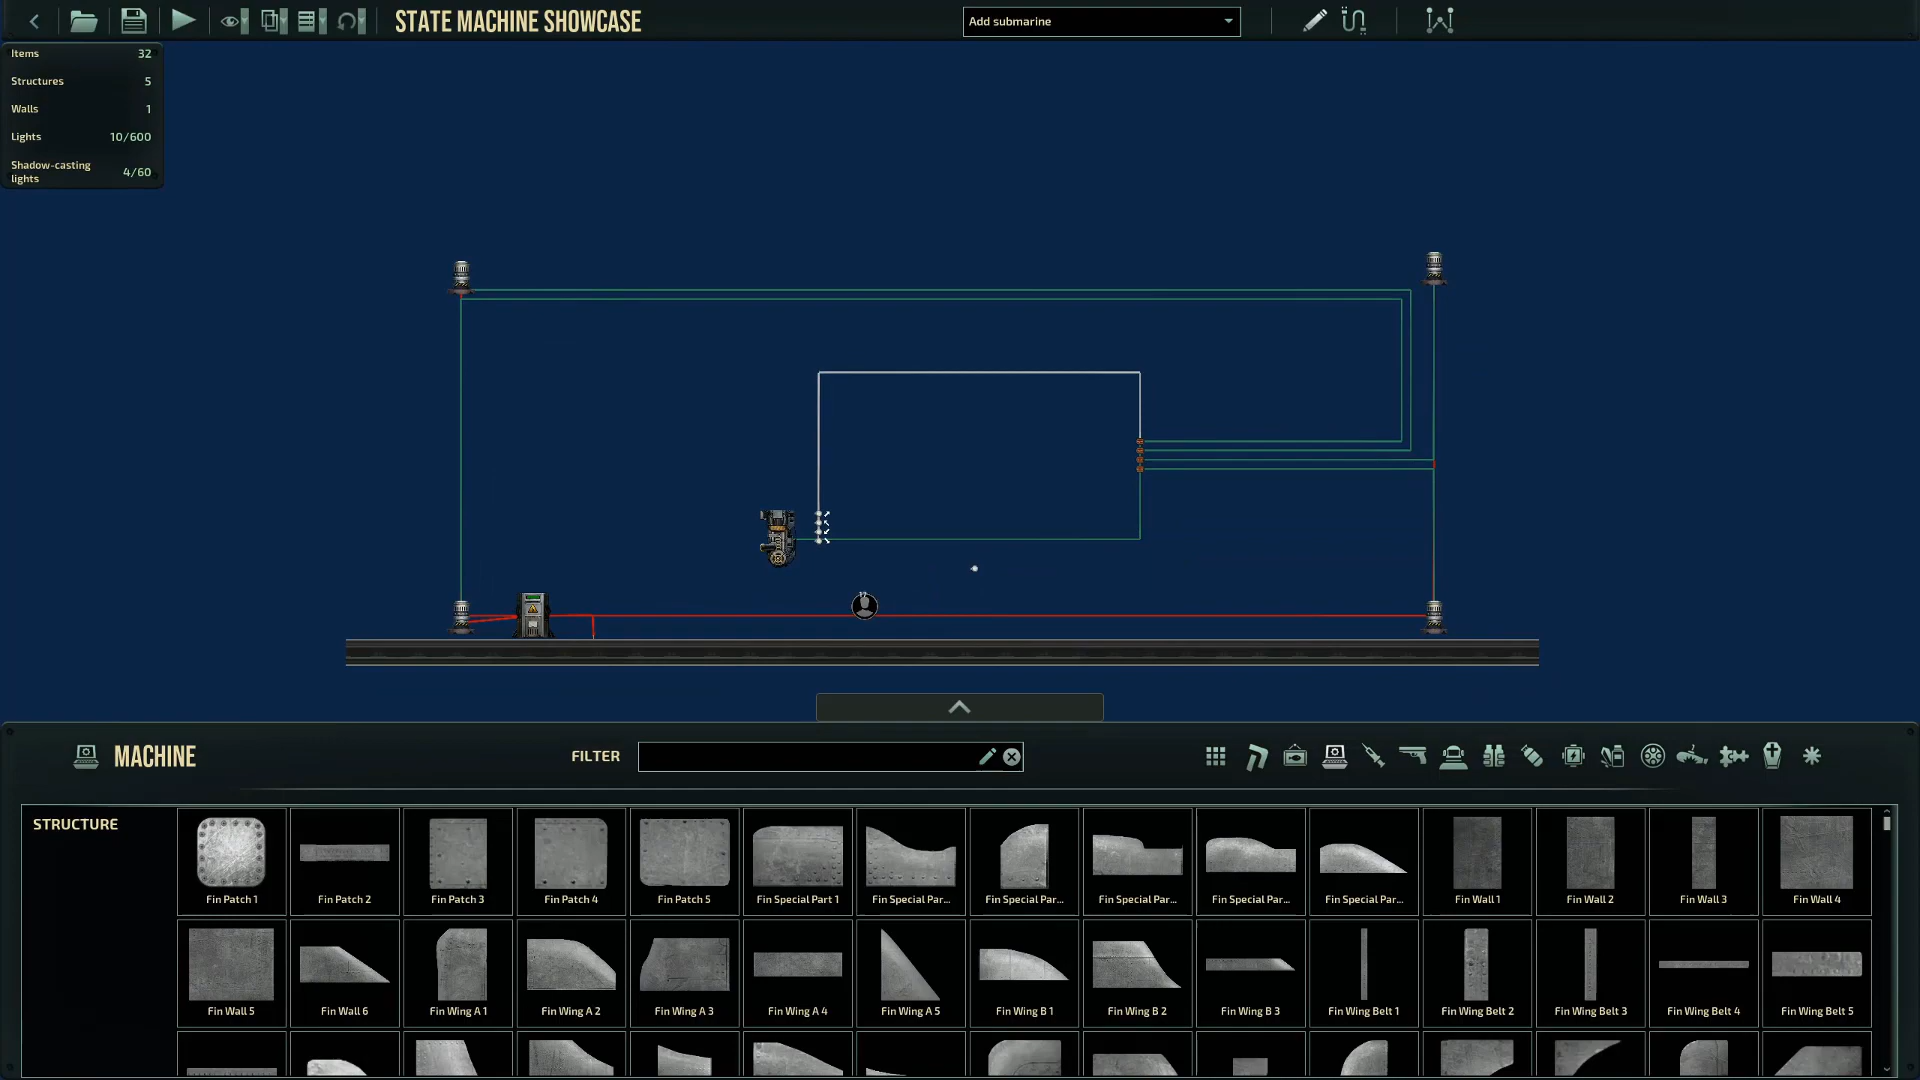 STATE MACHINE SHOWCASE
Add submarine
Items 32
Structures 5
Walls 1
Lights 10/600
Shadow-casting
lights 4/60
MACHINE
FILTER
STRUCTURE
Fin Patch 1
Fin Patch 2
Fin Patch 3
Fin Patch 4
Fin Patch 5
Fin Special Part 1
Fin Special Par...
Fin Special Par...
Fin Special Par...
Fin Special Par...
Fin Special Par...
Fin Wall 1
Fin Wall 2
Fin Wall 3
Fin Wall 4
Fin Wall 5
Fin Wall 6
Fin Wing A 1
Fin Wing A 2
Fin Wing A 3
Fin Wing A 4
Fin Wing A 5
Fin Wing B 1
Fin Wing B 2
Fin Wing B 3
Fin Wing Belt 1
Fin Wing Belt 2
Fin Wing Belt 3
Fin Wing Belt 4
Fin Wing Belt 5